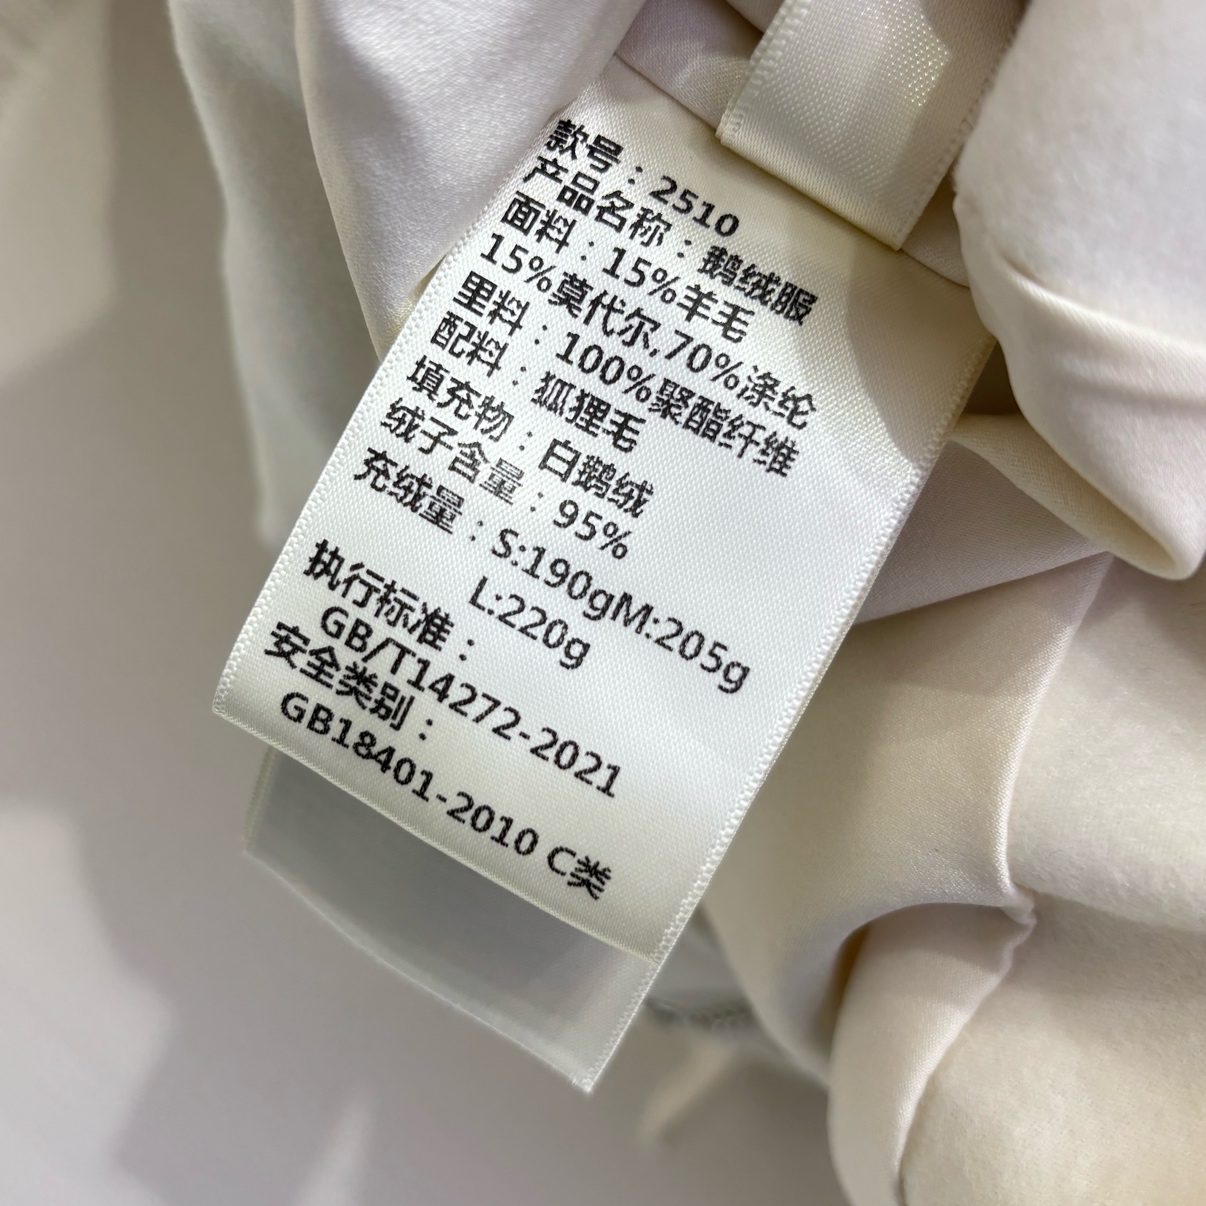 款号：2510
产品名称：鹅绒服
面料：15%羊毛
15%莫代尔.70%涤纶
里料：100%聚酯纤维
配料：狐狸毛
填充物：白鹅绒
绒子含量：95%
充绒量：S:190gM:205g
L:220g
执行标准：
GB/T14272-2021
安全类别：
GB18401-2010 C类